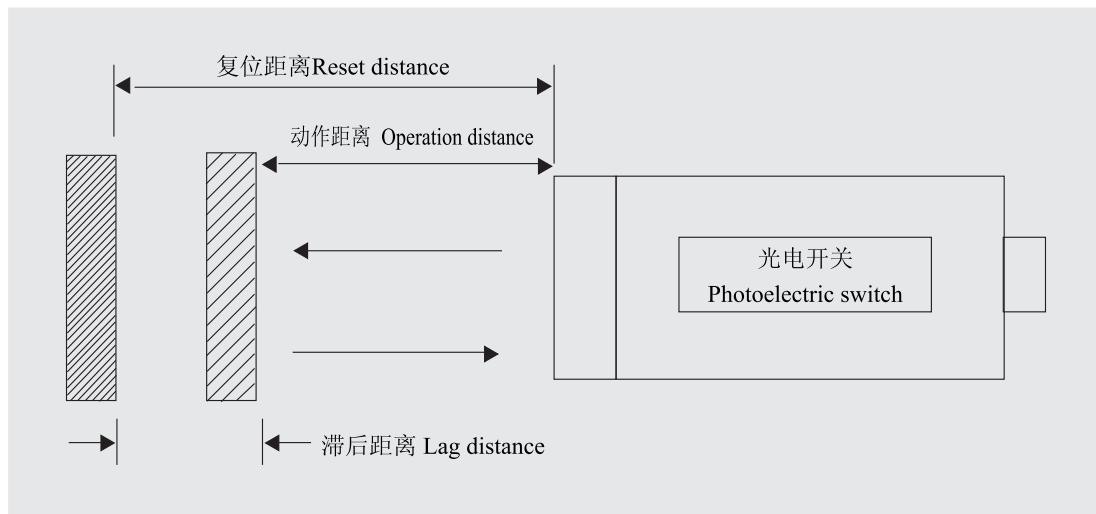 复位距离Reset distance
动作距离 Operation distance
光电开关
Photoelectric switch
滞后距离 Lag distance